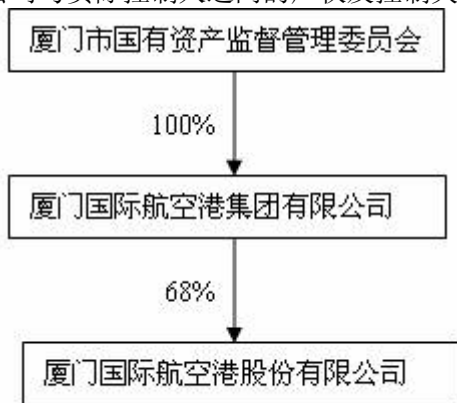 厦门市国有资产监督管理委员会
100%
厦门国际航空港集团有限公司
68%
厦门国际航空港股份有限公司